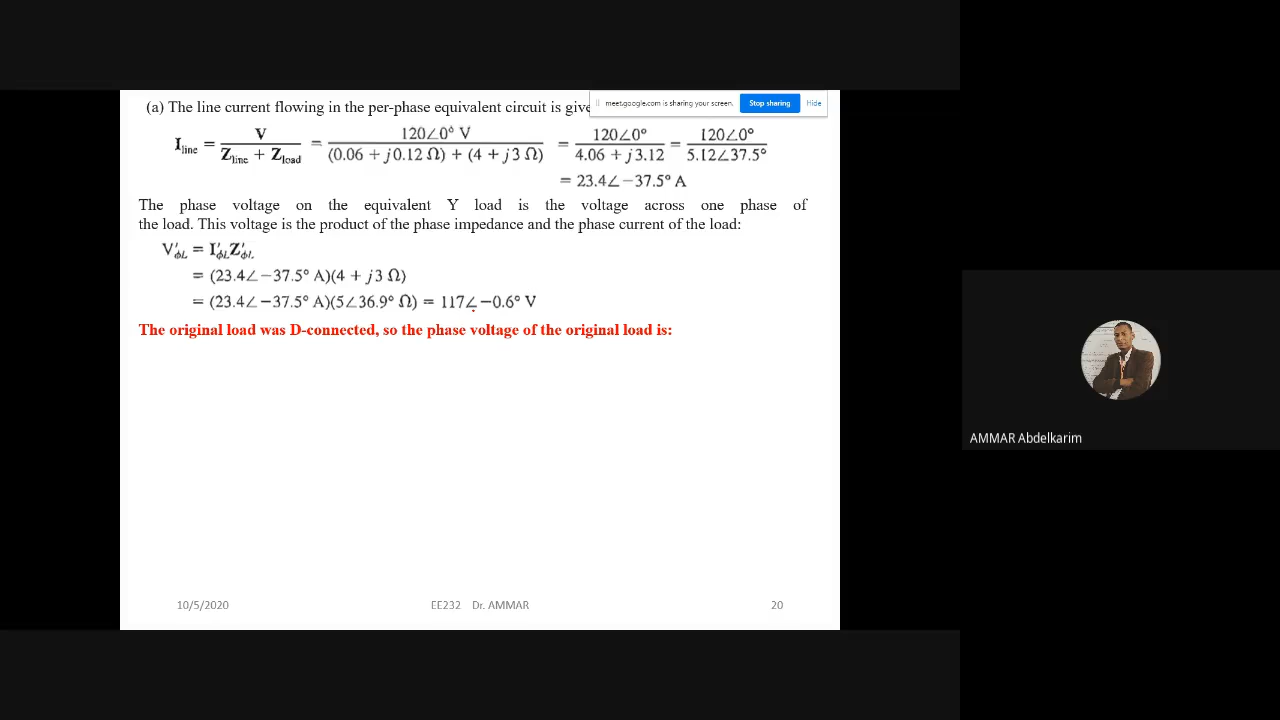 (a) The line current flowing in the per-phase equivalent circuit is give
meet.google.com is sharing your screen. Stop sharing Hide
I_line = V / (Z_line + Z_load) = 120∠0° V / ((0.06 + j0.12 Ω) + (4 + j3 Ω)) = 120∠0° / (4.06 + j3.12) = 120∠0° / 5.12∠37.5°
= 23.4∠−37.5° A
The phase voltage on the equivalent Y load is the voltage across one phase of
the load. This voltage is the product of the phase impedance and the phase current of the load:
V′_ϕL = I′_ϕL Z′_ϕL
= (23.4∠−37.5° A)(4 + j3 Ω)
= (23.4∠−37.5° A)(5∠36.9° Ω) = 117∠−0.6° V
The original load was D-connected, so the phase voltage of the original load is:
AMMAR Abdelkarim
10/5/2020 EE232 Dr. AMMAR 20